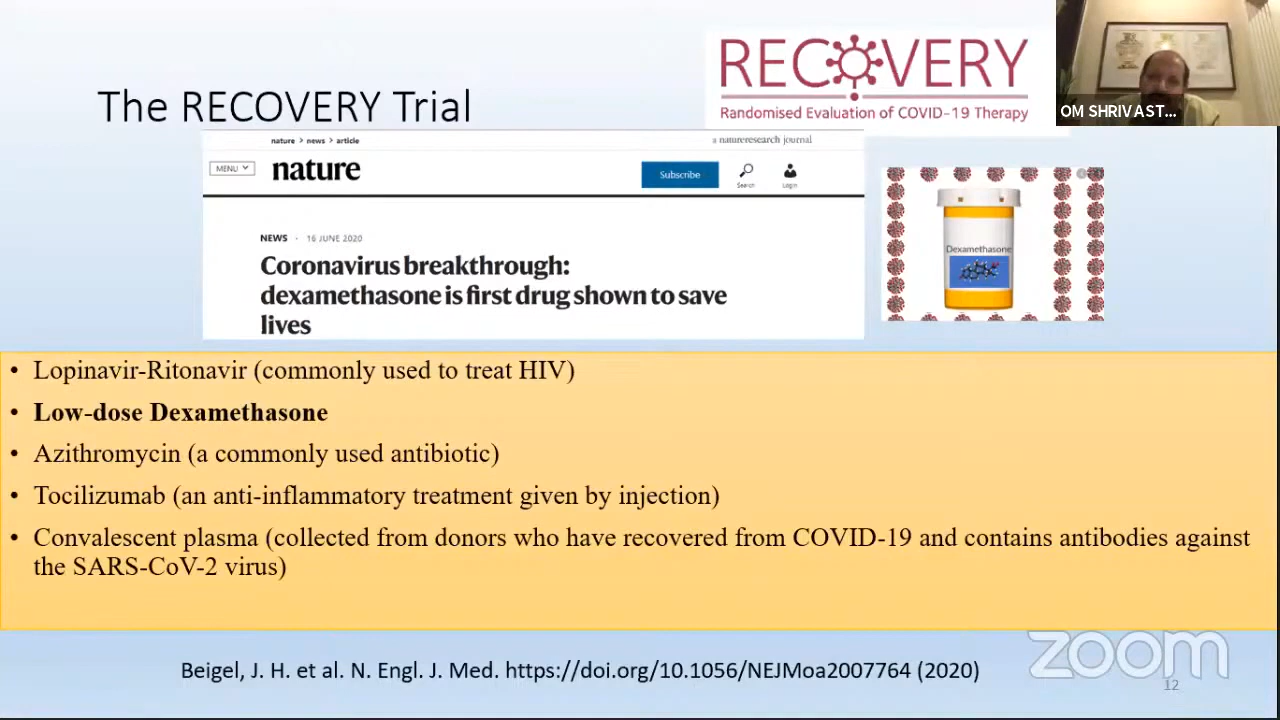 The RECOVERY Trial
RECOVERY
Randomised Evaluation of COVID-19 Therapy
OM SHRIVAST...
nature > news > article
a natureresearch journal
MENU
nature
Subscribe
Search
Login
NEWS · 16 JUNE 2020
Coronavirus breakthrough:
dexamethasone is first drug shown to save
lives
Dexamethasone
• Lopinavir-Ritonavir (commonly used to treat HIV)
• Low-dose Dexamethasone
• Azithromycin (a commonly used antibiotic)
• Tocilizumab (an anti-inflammatory treatment given by injection)
• Convalescent plasma (collected from donors who have recovered from COVID-19 and contains antibodies against
the SARS-CoV-2 virus)
Beigel, J. H. et al. N. Engl. J. Med. https://doi.org/10.1056/NEJMoa2007764 (2020)
zoom
12